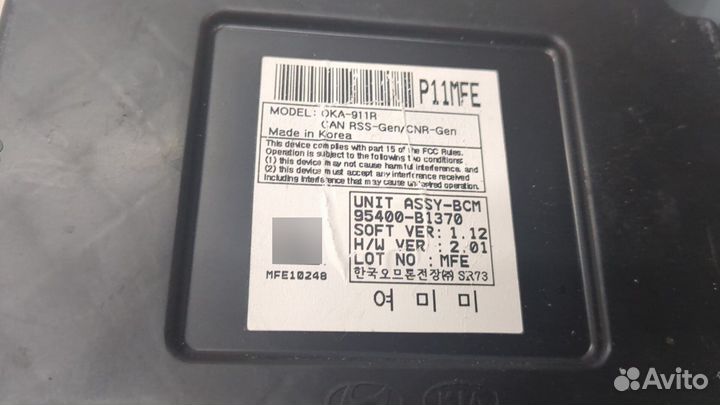 P11MFE
MODEL: OKA-911R
CAN RSS-Gen/CNR-Gen
Made in Korea
This device complies with part 15 of the FCC Rules.
Operation is subject to the following two conditions:
(1) this device may not cause harmful interference, and
(2) this device must accept any interference received
Including Interference that may cause undesired operation.
UNIT ASSY-BCM
95400-B1370
SOFT VER: 1.12
H/W VER : 2.01
LOT NO : MFE
한국오므론전장㈜ SR73
MFE10248
여 미 미
KIA
Avito